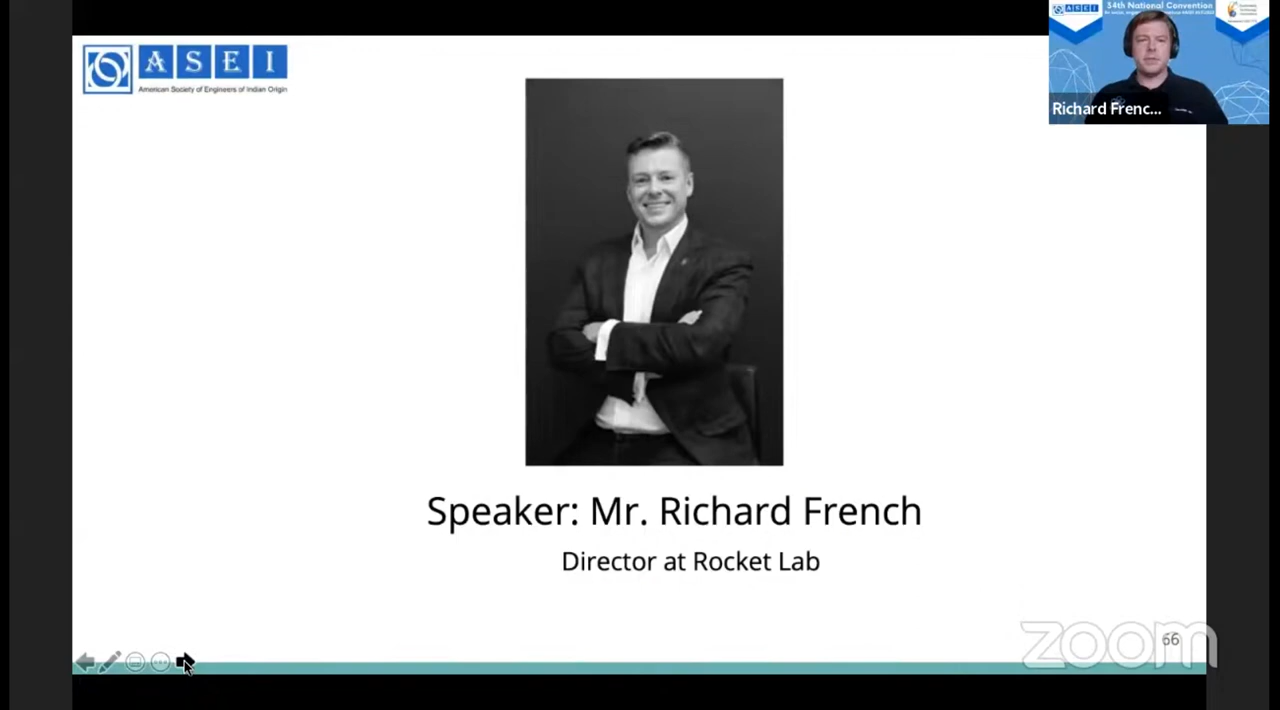 ASEI
American Society of Engineers of Indian Origin
ASEI
34th National Convention
Richard Frenc...
Speaker: Mr. Richard French
Director at Rocket Lab
66
zoom